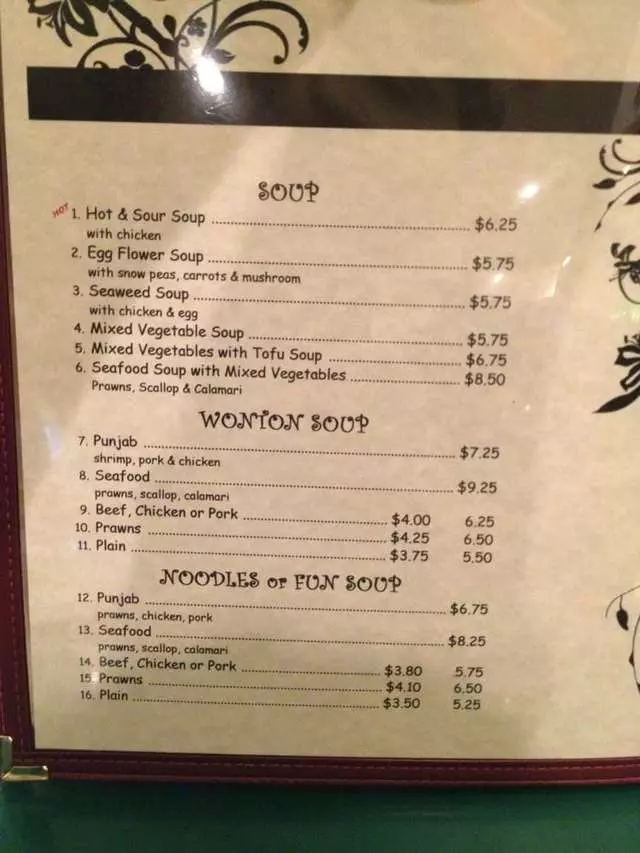 SOUP
HOT 1. Hot & Sour Soup ........ $6.25
with chicken
2. Egg Flower Soup ........ $5.75
with snow peas, carrots & mushroom
3. Seaweed Soup ........ $5.75
with chicken & egg
4. Mixed Vegetable Soup ........ $5.75
5. Mixed Vegetables with Tofu Soup ........ $6.75
6. Seafood Soup with Mixed Vegetables ........ $8.50
Prawns, Scallop & Calamari
WONTON SOUP
7. Punjab ........ $7.25
shrimp, pork & chicken
8. Seafood ........ $9.25
prawns, scallop, calamari
9. Beef, Chicken or Pork ........ $4.00 6.25
10. Prawns ........ $4.25 6.50
11. Plain ........ $3.75 5.50
NOODLES or FUN SOUP
12. Punjab ........ $6.75
prawns, chicken, pork
13. Seafood ........ $8.25
prawns, scallop, calamari
14. Beef, Chicken or Pork ........ $3.80 5.75
15. Prawns ........ $4.10 6.50
16. Plain ........ $3.50 5.25